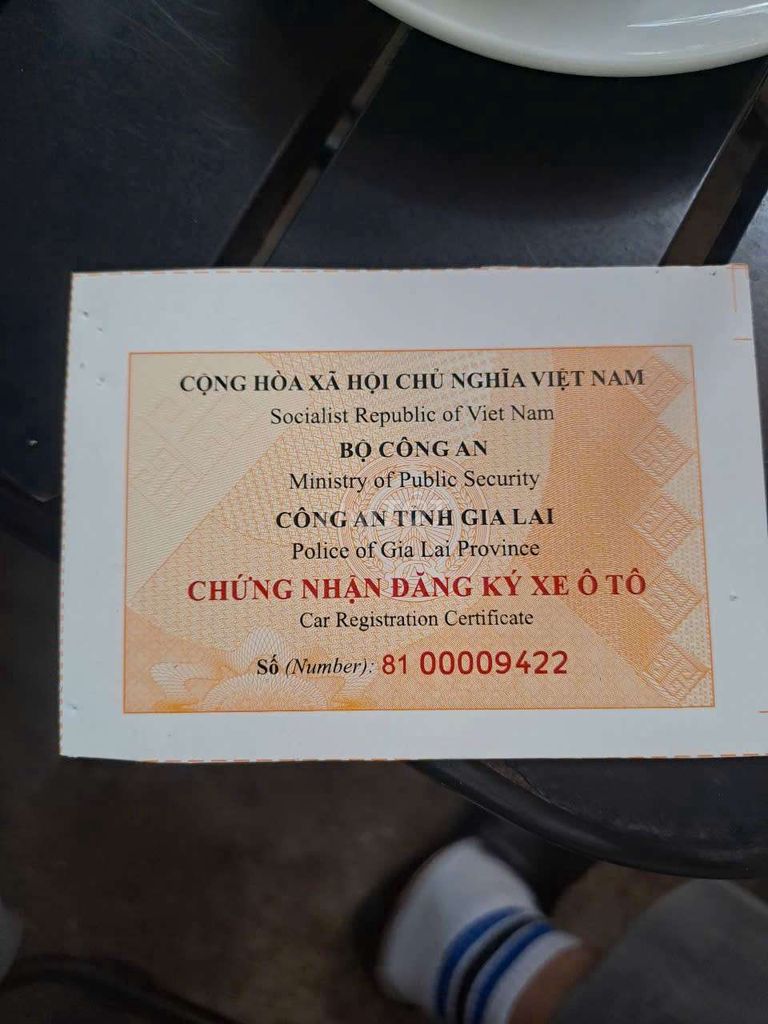 CỘNG HÒA XÃ HỘI CHỦ NGHĨA VIỆT NAM
Socialist Republic of Viet Nam
BỘ CÔNG AN
Ministry of Public Security
CÔNG AN TỈNH GIA LAI
Police of Gia Lai Province
CHỨNG NHẬN ĐĂNG KÝ XE Ô TÔ
Car Registration Certificate
Số (Number): 81 00009422